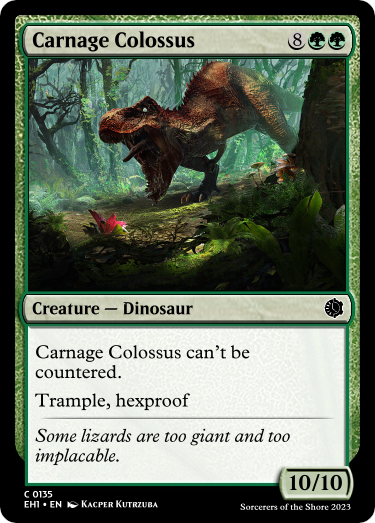 Carnage Colossus 8
Creature — Dinosaur
Carnage Colossus can't be
countered.
Trample, hexproof
Some lizards are too giant and too
implacable.
10/10
C 0135
EH1 • EN Kacper Kutrzuba
Sorcerers of the Shore 2023